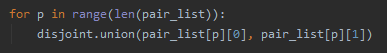 for p in range(len(pair_list)):
    disjoint.union(pair_list[p][0], pair_list[p][1])